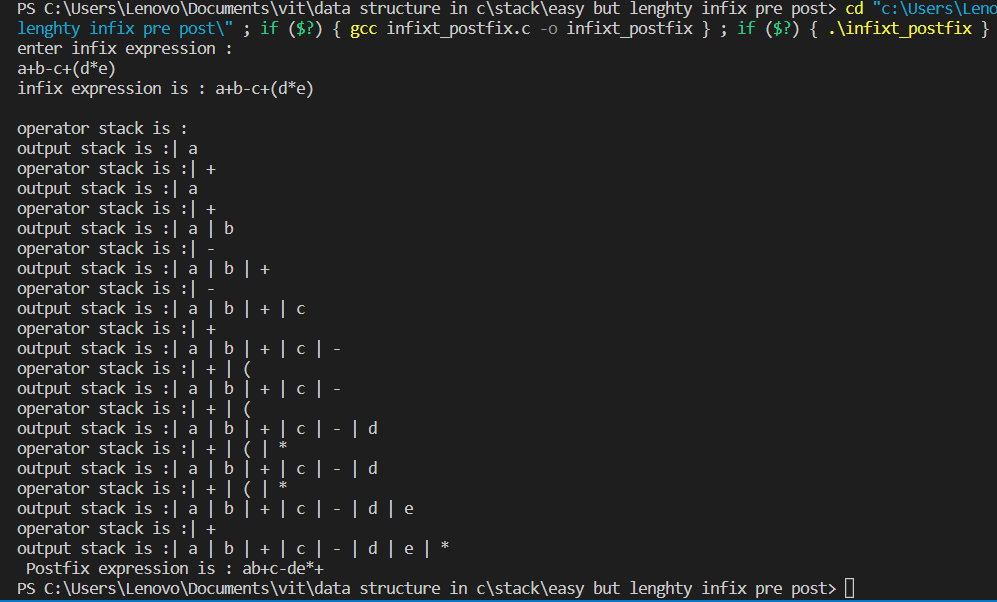 PS C:\Users\Lenovo\Documents\vit\data structure in c\stack\easy but lenghty infix pre post> cd "c:\Users\Leno
lenghty infix pre post\" ; if ($?) { gcc infixt_postfix.c -o infixt_postfix } ; if ($?) { .\infixt_postfix }
enter infix expression :
a+b-c+(d*e)
infix expression is : a+b-c+(d*e)
operator stack is :
output stack is :| a
operator stack is :| +
output stack is :| a
operator stack is :| +
output stack is :| a | b
operator stack is :| -
output stack is :| a | b | +
operator stack is :| -
output stack is :| a | b | + | c
operator stack is :| +
output stack is :| a | b | + | c | -
operator stack is :| + | (
output stack is :| a | b | + | c | -
operator stack is :| + | (
output stack is :| a | b | + | c | - | d
operator stack is :| + | ( | *
output stack is :| a | b | + | c | - | d
operator stack is :| + | ( | *
output stack is :| a | b | + | c | - | d | e
operator stack is :| +
output stack is :| a | b | + | c | - | d | e | *
Postfix expression is : ab+c-de*+
PS C:\Users\Lenovo\Documents\vit\data structure in c\stack\easy but lenghty infix pre post>